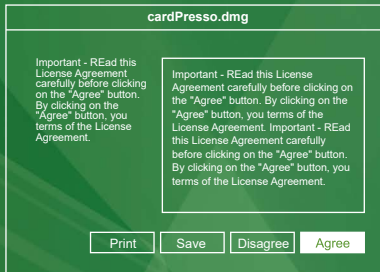 cardPresso.dmg
Important - REad this
License Agreement
carefully before clicking
on the "Agree" button.
By clicking on the
"Agree" button, you
terms of the License
Agreement.
Important - REad this License
Agreement carefully before clicking on
the "Agree" button. By clicking on the
"Agree" button, you terms of the
License Agreement. Important - REad
this License Agreement carefully
before clicking on the "Agree" button.
By clicking on the "Agree" button, you
terms of the License Agreement.
Print
Save
Disagree
Agree